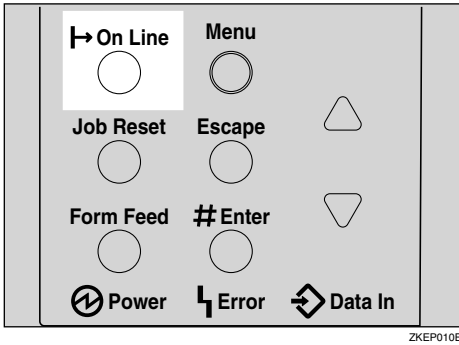 On Line Menu
Job Reset Escape
Form Feed # Enter
Power Error Data In
ZKEP010E